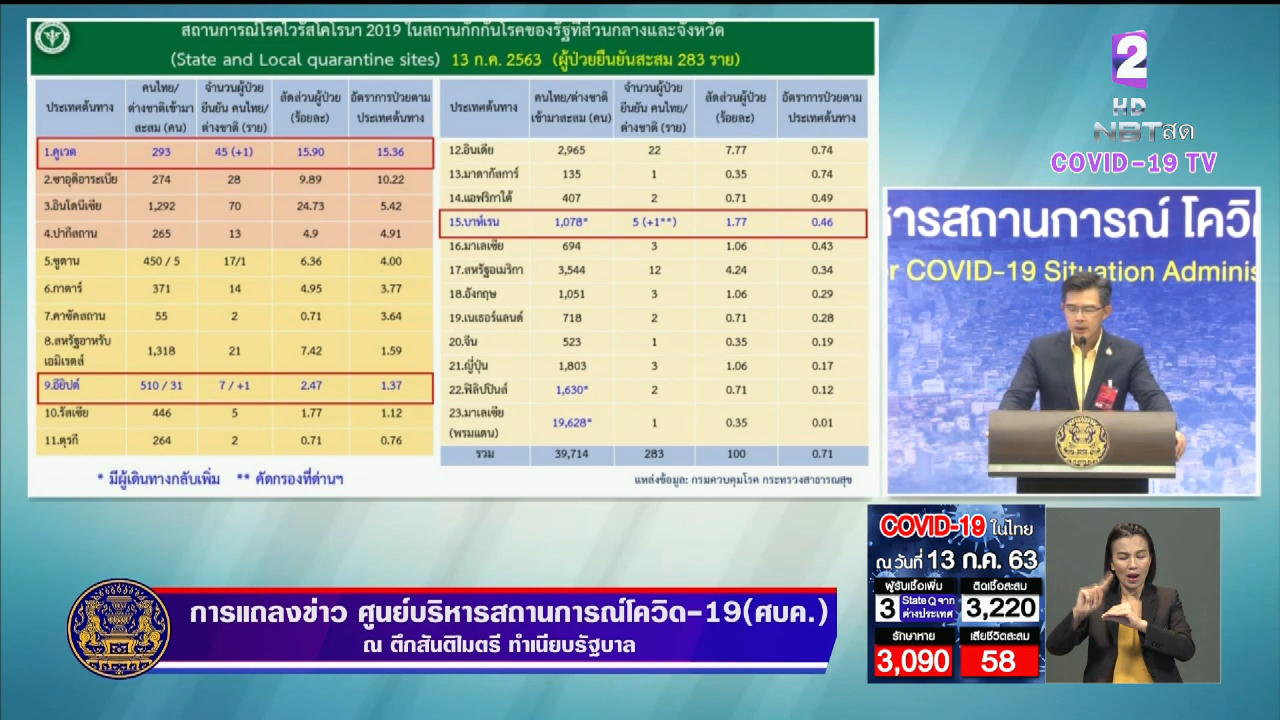 สถานการณ์โรคไวรัสโคโรนา 2019 ในสถานกักกันโรคของรัฐที่ส่วนกลางและจังหวัด
(State and Local quarantine sites) 13 ก.ค. 2563 (ผู้ป่วยยืนยันสะสม 283 ราย)
ประเทศต้นทาง คนไทย/ต่างชาติเข้ามาสะสม (คน) จำนวนผู้ป่วยยืนยัน คนไทย/ต่างชาติ (ราย) สัดส่วนผู้ป่วย (ร้อยละ) อัตราการป่วยตามประเทศต้นทาง
1.คูเวต 293 45 (+1) 15.90 15.36
2.ซาอุดิอาระเบีย 274 28 9.89 10.22
3.อินโดนีเซีย 1,292 70 24.73 5.42
4.ปากีสถาน 265 13 4.9 4.91
5.ซูดาน 450 / 5 17/1 6.36 4.00
6.กาตาร์ 371 14 4.95 3.77
7.คาซัคสถาน 55 2 0.71 3.64
8.สหรัฐอาหรับเอมิเรตส์ 1,318 21 7.42 1.59
9.อียิปต์ 510 / 31 7 / +1 2.47 1.37
10.รัสเซีย 446 5 1.77 1.12
11.ตุรกี 264 2 0.71 0.76
ประเทศต้นทาง คนไทย/ต่างชาติเข้ามาสะสม (คน) จำนวนผู้ป่วยยืนยัน คนไทย/ต่างชาติ (ราย) สัดส่วนผู้ป่วย (ร้อยละ) อัตราการป่วยตามประเทศต้นทาง
12.อินเดีย 2,965 22 7.77 0.74
13.มาดากัสการ์ 135 1 0.35 0.74
14.แอฟริกาใต้ 407 2 0.71 0.49
15.บาห์เรน 1,078* 5 (+1**) 1.77 0.46
16.มาเลเซีย 694 3 1.06 0.43
17.สหรัฐอเมริกา 3,544 12 4.24 0.34
18.อังกฤษ 1,051 3 1.06 0.29
19.เนเธอร์แลนด์ 718 2 0.71 0.28
20.จีน 523 1 0.35 0.19
21.ญี่ปุ่น 1,803 3 1.06 0.17
22.ฟิลิปปินส์ 1,630* 2 0.71 0.12
23.มาเลเซีย (พรมแดน) 19,628* 1 0.35 0.01
รวม 39,714 283 100 0.71
* มีผู้เดินทางกลับเพิ่ม ** คัดกรองที่ด่านฯ
แหล่งข้อมูล: กรมควบคุมโรค กระทรวงสาธารณสุข
2
HD
NBT สด
COVID-19 TV
หารสถานการณ์ โควิ
or COVID-19 Situation Adminis
การแถลงข่าว ศูนย์บริหารสถานการณ์โควิด-19(ศบค.)
ณ ตึกสันติไมตรี ทำเนียบรัฐบาล
COVID-19 ในไทย
ณ วันที่ 13 ก.ค. 63
ผู้รับเชื้อเพิ่ม ติดเชื้อสะสม
3 State Q จากต่างประเทศ 3,220
รักษาหาย เสียชีวิตสะสม
3,090 58